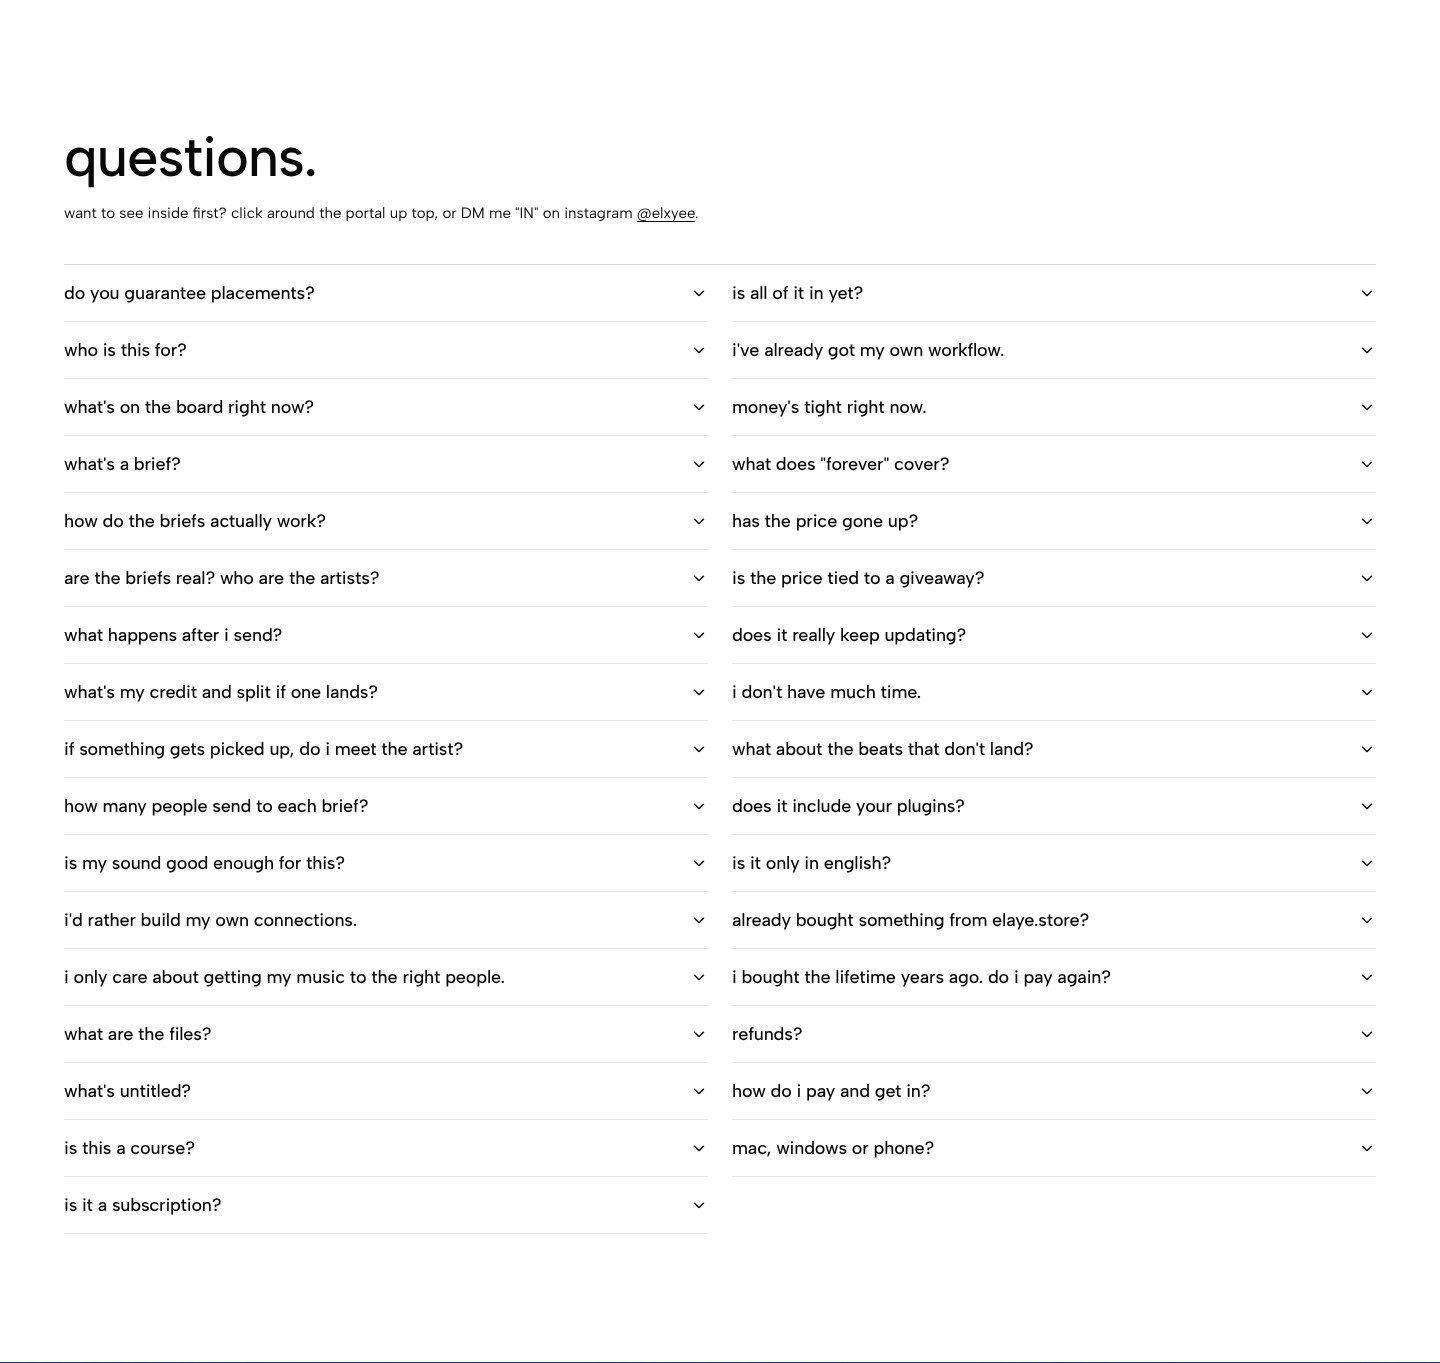 questions.
want to see inside first? click around the portal up top, or DM me "IN" on instagram @elxyee.
do you guarantee placements?
who is this for?
what's on the board right now?
what's a brief?
how do the briefs actually work?
are the briefs real? who are the artists?
what happens after i send?
what's my credit and split if one lands?
if something gets picked up, do i meet the artist?
how many people send to each brief?
is my sound good enough for this?
i'd rather build my own connections.
i only care about getting my music to the right people.
what are the files?
what's untitled?
is this a course?
is it a subscription?
is all of it in yet?
i've already got my own workflow.
money's tight right now.
what does "forever" cover?
has the price gone up?
is the price tied to a giveaway?
does it really keep updating?
i don't have much time.
what about the beats that don't land?
does it include your plugins?
is it only in english?
already bought something from elaye.store?
i bought the lifetime years ago. do i pay again?
refunds?
how do i pay and get in?
mac, windows or phone?